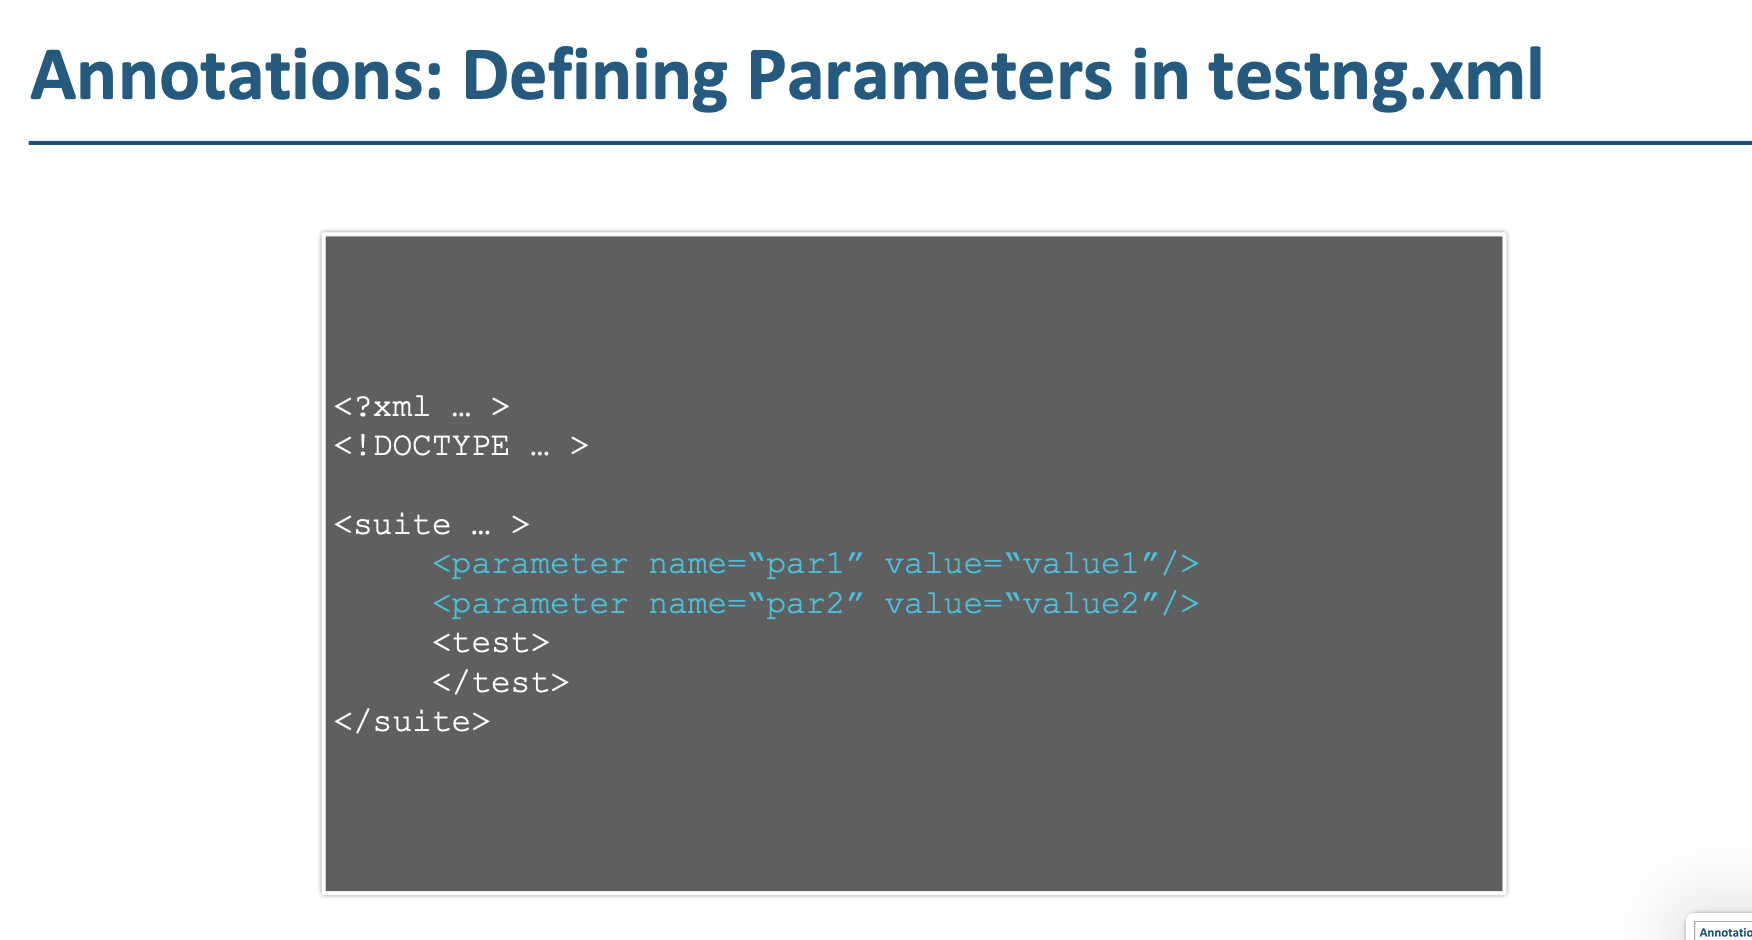 Annotations: Defining Parameters in testng.xml
<?xml … >
<!DOCTYPE … >
<suite … >
<parameter name=“par1” value=“value1”/>
<parameter name=“par2” value=“value2”/>
<test>
</test>
</suite>